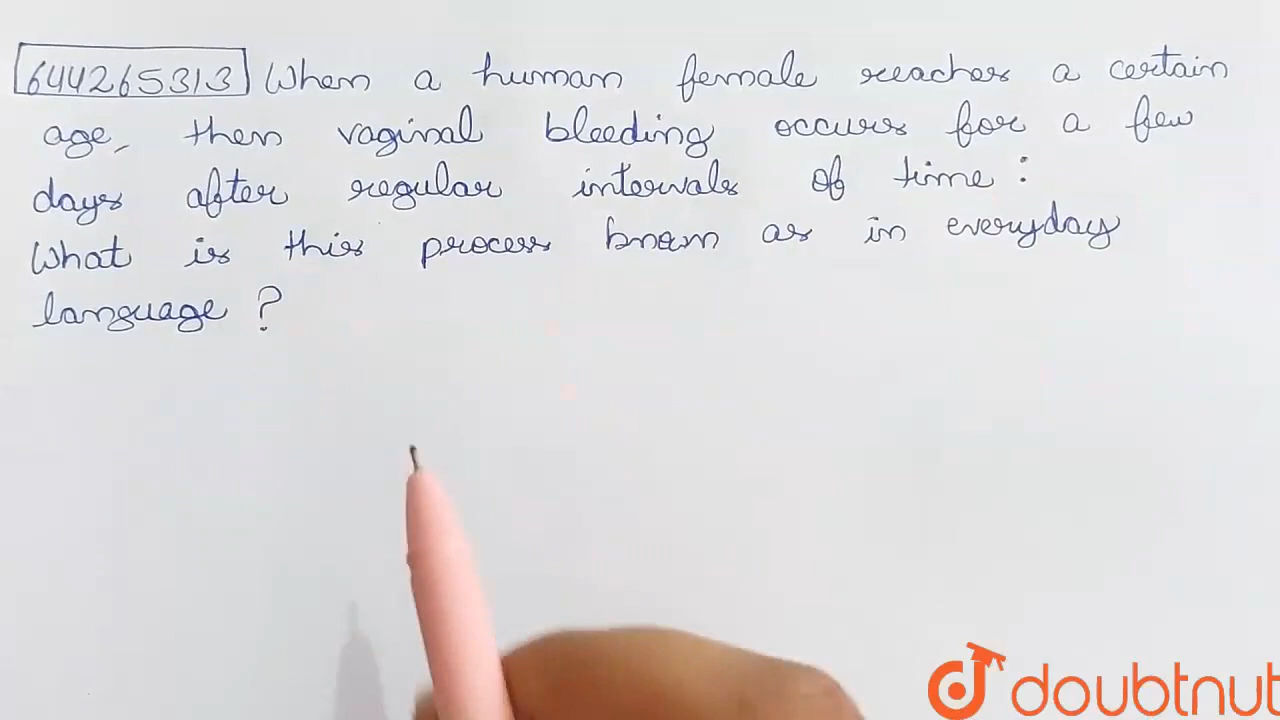 644265313 When a human female reaches a certain
age, then vaginal bleeding occurs for a few
days after regular intervals of time:
What is this process known as in everyday
language?
doubtnut